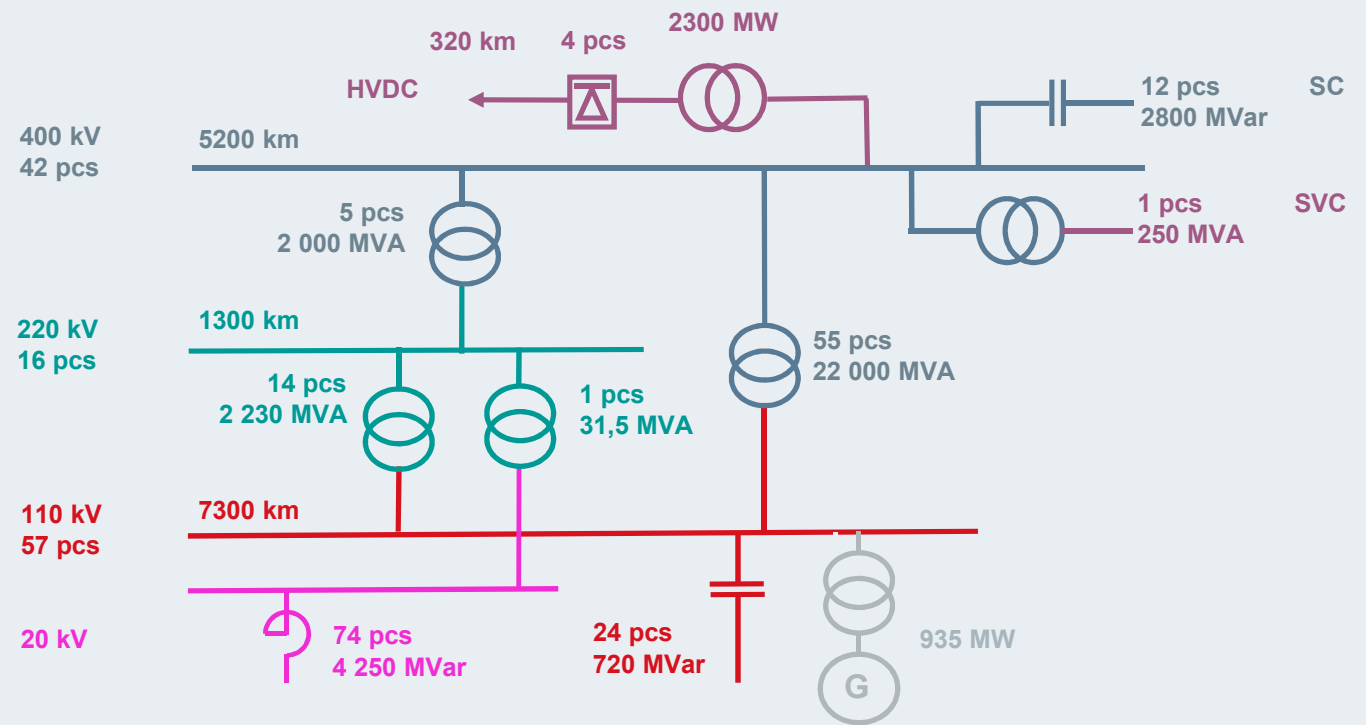 2300 MW
320 km
4 pcs
HVDC
12 pcs
2800 MVar
SC
400 kV
42 pcs
5200 km
5 pcs
2 000 MVA
1 pcs
250 MVA
SVC
220 kV
16 pcs
1300 km
55 pcs
22 000 MVA
14 pcs
2 230 MVA
1 pcs
31,5 MVA
110 kV
57 pcs
7300 km
20 kV
74 pcs
4 250 MVar
24 pcs
720 MVar
935 MW
G